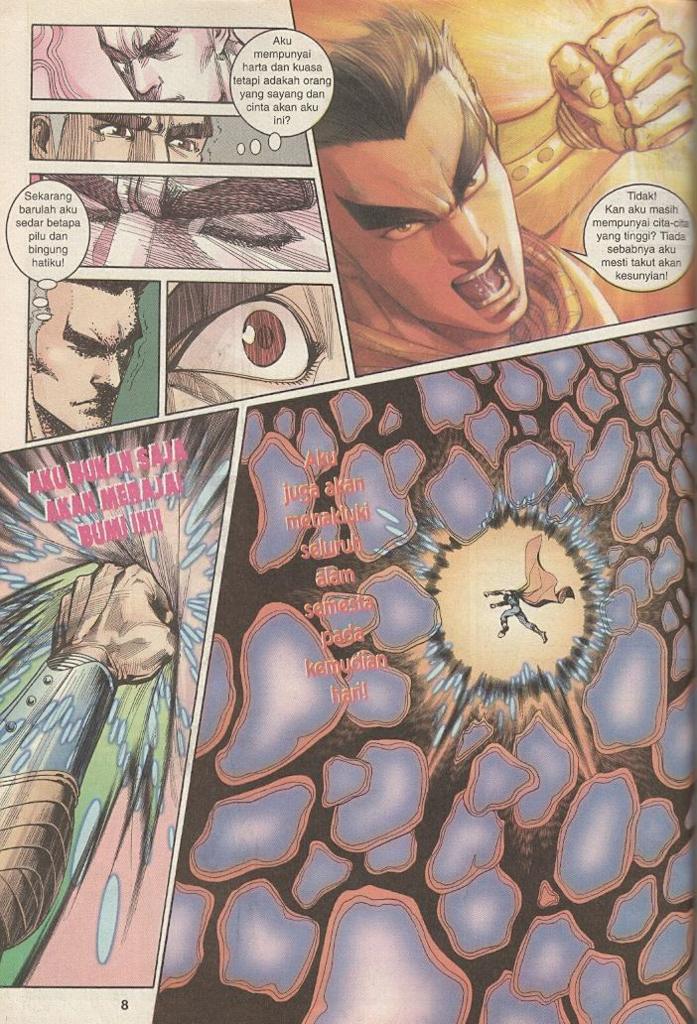 Aku
mempunyai
harta dan kuasa
tetapi adakah orang
yang sayang dan
cinta akan aku
ini?
Sekarang
barulah aku
sedar betapa
pilu dan
bingung
hatiku!
Tidak!
Kan aku masih
mempunyai cita-cita
yang tinggi? Tiada
sebabnya aku
mesti takut akan
kesunyian!
AKU BUKAN SAJA
AKAN MERAJAI
BUMI INI!
Aku
juga akan
menakluki
seluruh
alam
semesta
pada
kemudian
hari!
8